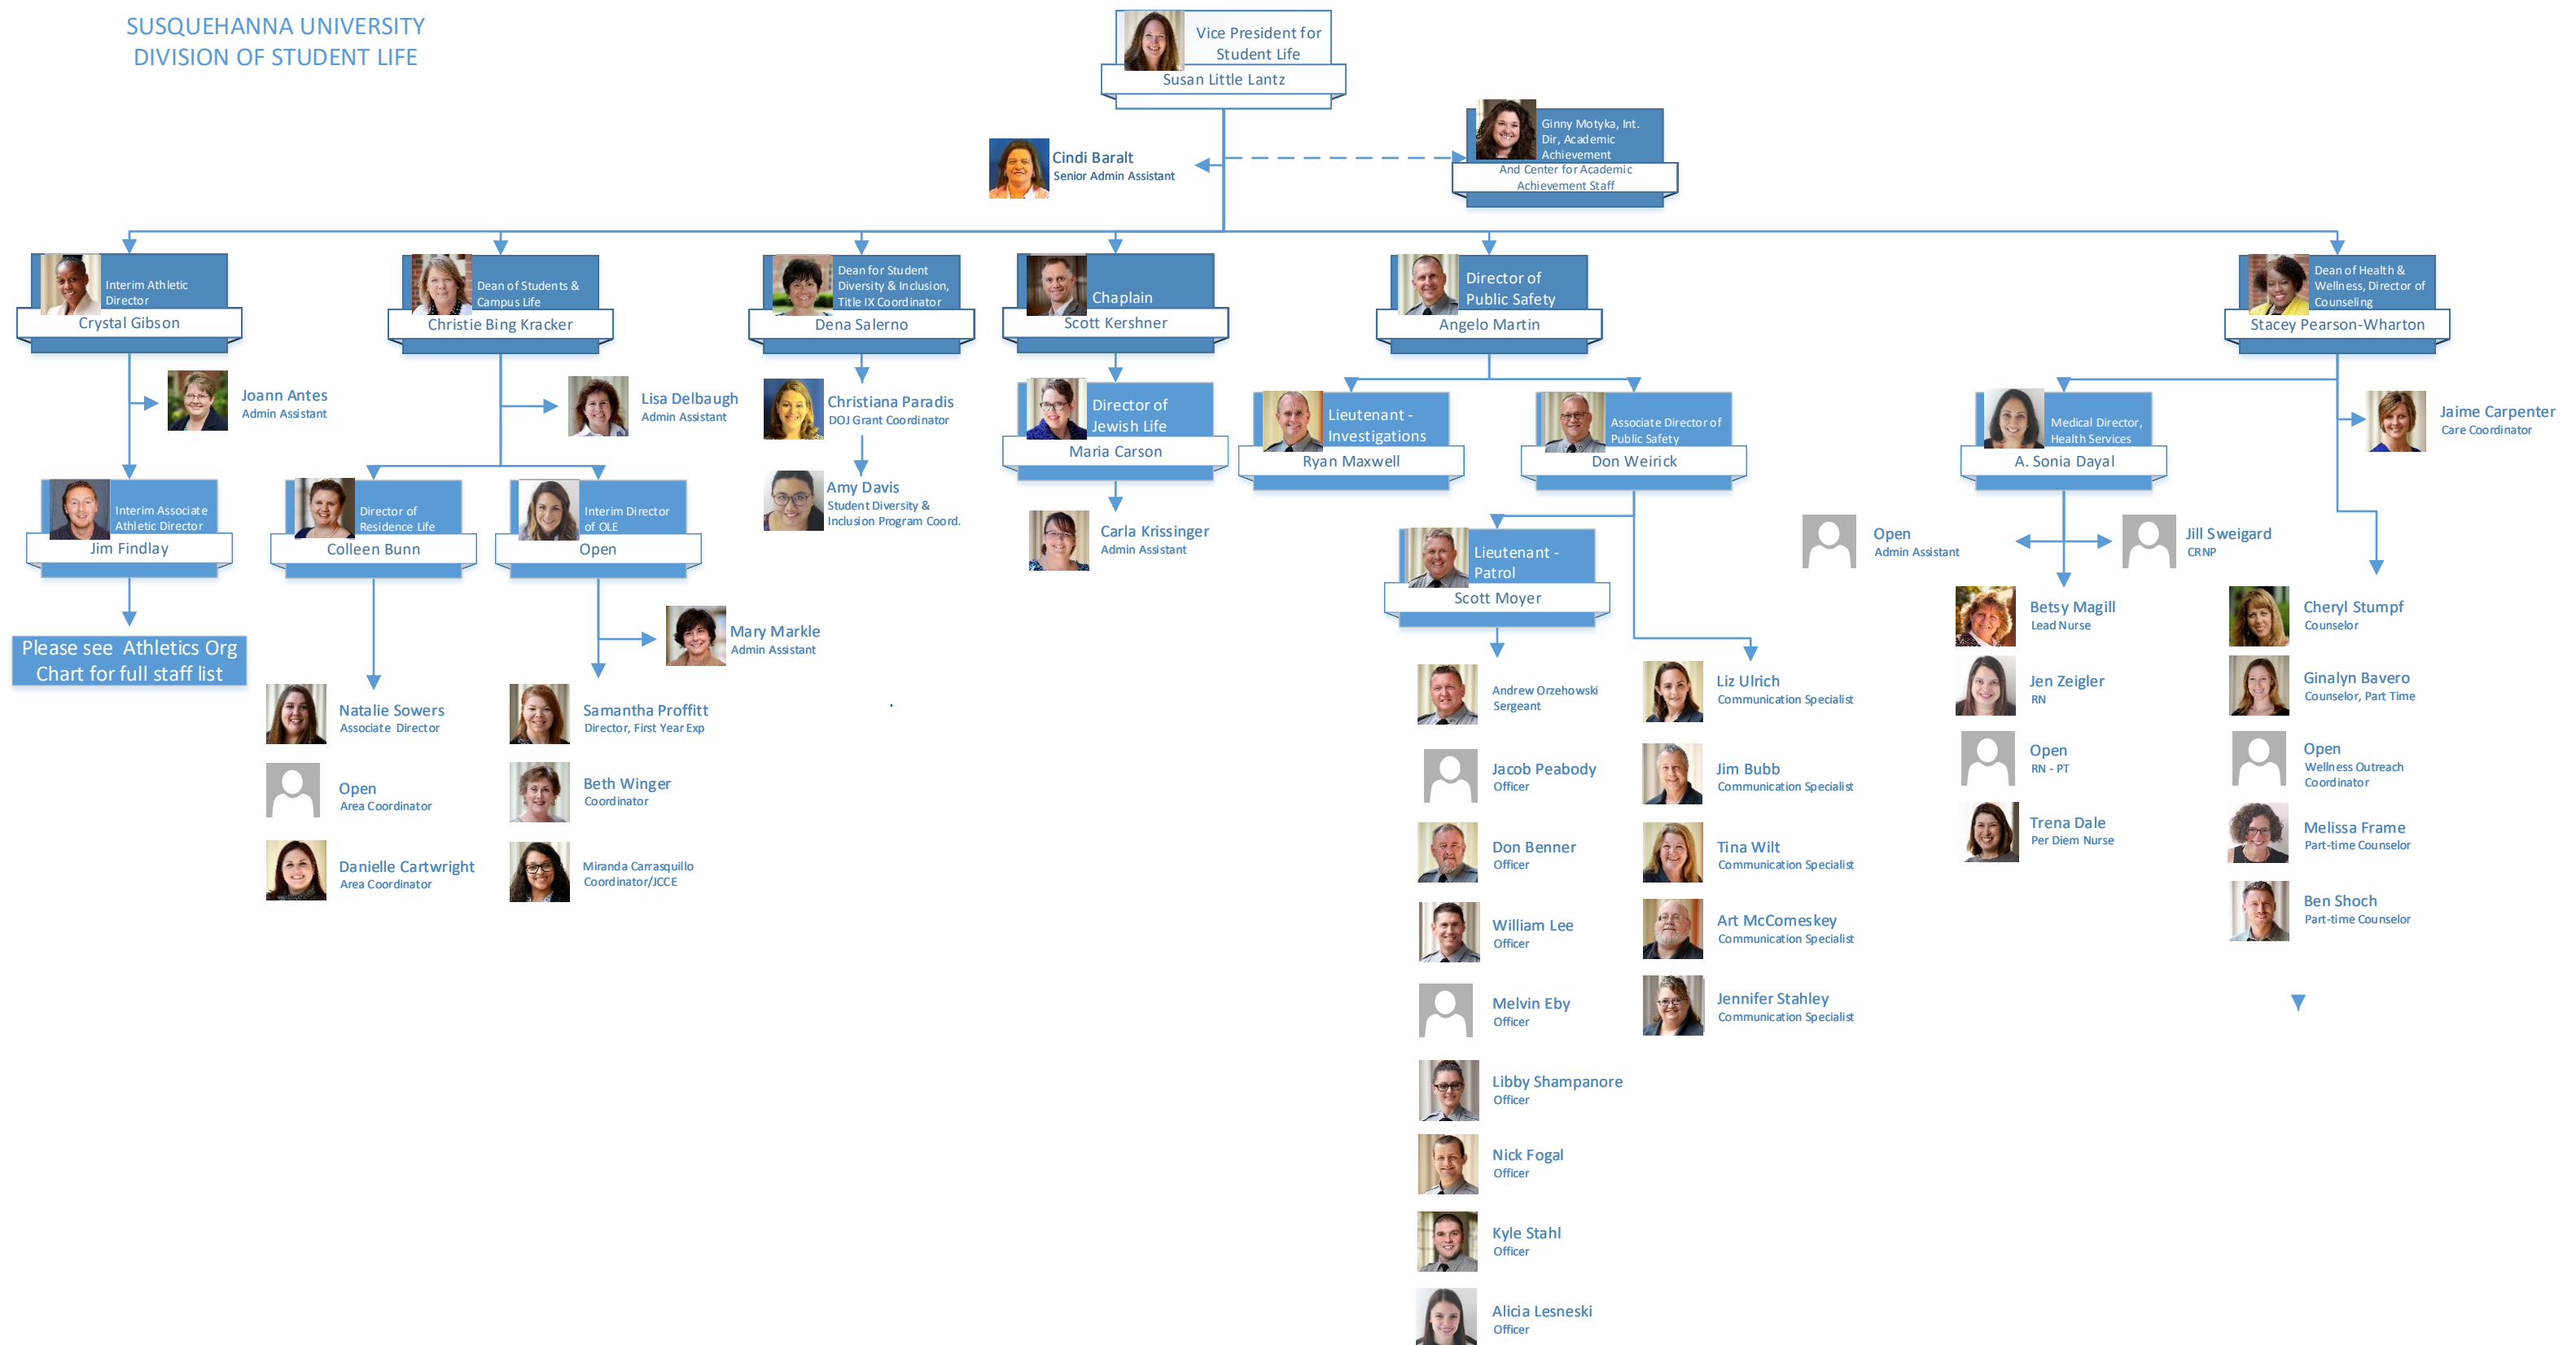 SUSQUEHANNA UNIVERSITY
DIVISION OF STUDENT LIFE
Vice President for
Student Life
Susan Little Lantz
Cindi Baralt
Senior Admin Assistant
Ginny Motyka, Int.
Dir, Academic
Achievement
And Center for Academic
Achievement Staff
Interim Athletic
Director
Crystal Gibson
Joann Antes
Admin Assistant
Interim Associate
Athletic Director
Jim Findlay
Please see Athletics Org
Chart for full staff list
Dean of Students &
Campus Life
Christie Bing Kracker
Lisa Delbaugh
Admin Assistant
Director of
Residence Life
Colleen Bunn
Natalie Sowers
Associate Director
Open
Area Coordinator
Danielle Cartwright
Area Coordinator
Interim Director
of OLE
Open
Mary Markle
Admin Assistant
Samantha Proffitt
Director, First Year Exp
Beth Winger
Coordinator
Miranda Carrasquillo
Coordinator/JCCE
Dean for Student
Diversity & Inclusion,
Title IX Coordinator
Dena Salerno
Christiana Paradis
DOJ Grant Coordinator
Amy Davis
Student Diversity &
Inclusion Program Coord.
Chaplain
Scott Kershner
Director of
Jewish Life
Maria Carson
Carla Krissinger
Admin Assistant
Director of
Public Safety
Angelo Martin
Lieutenant -
Investigations
Ryan Maxwell
Associate Director of
Public Safety
Don Weirick
Lieutenant -
Patrol
Scott Moyer
Andrew Orzehowski
Sergeant
Jacob Peabody
Officer
Don Benner
Officer
William Lee
Officer
Melvin Eby
Officer
Libby Shampanore
Officer
Nick Fogal
Officer
Kyle Stahl
Officer
Alicia Lesneski
Officer
Liz Ulrich
Communication Specialist
Jim Bubb
Communication Specialist
Tina Wilt
Communication Specialist
Art McComeskey
Communication Specialist
Jennifer Stahley
Communication Specialist
Dean of Health &
Wellness, Director of
Counseling
Stacey Pearson-Wharton
Jaime Carpenter
Care Coordinator
Medical Director,
Health Services
A. Sonia Dayal
Open
Admin Assistant
Jill Sweigard
CRNP
Betsy Magill
Lead Nurse
Jen Zeigler
RN
Open
RN - PT
Trena Dale
Per Diem Nurse
Cheryl Stumpf
Counselor
Ginalyn Bavero
Counselor, Part Time
Open
Wellness Outreach
Coordinator
Melissa Frame
Part-time Counselor
Ben Shoch
Part-time Counselor